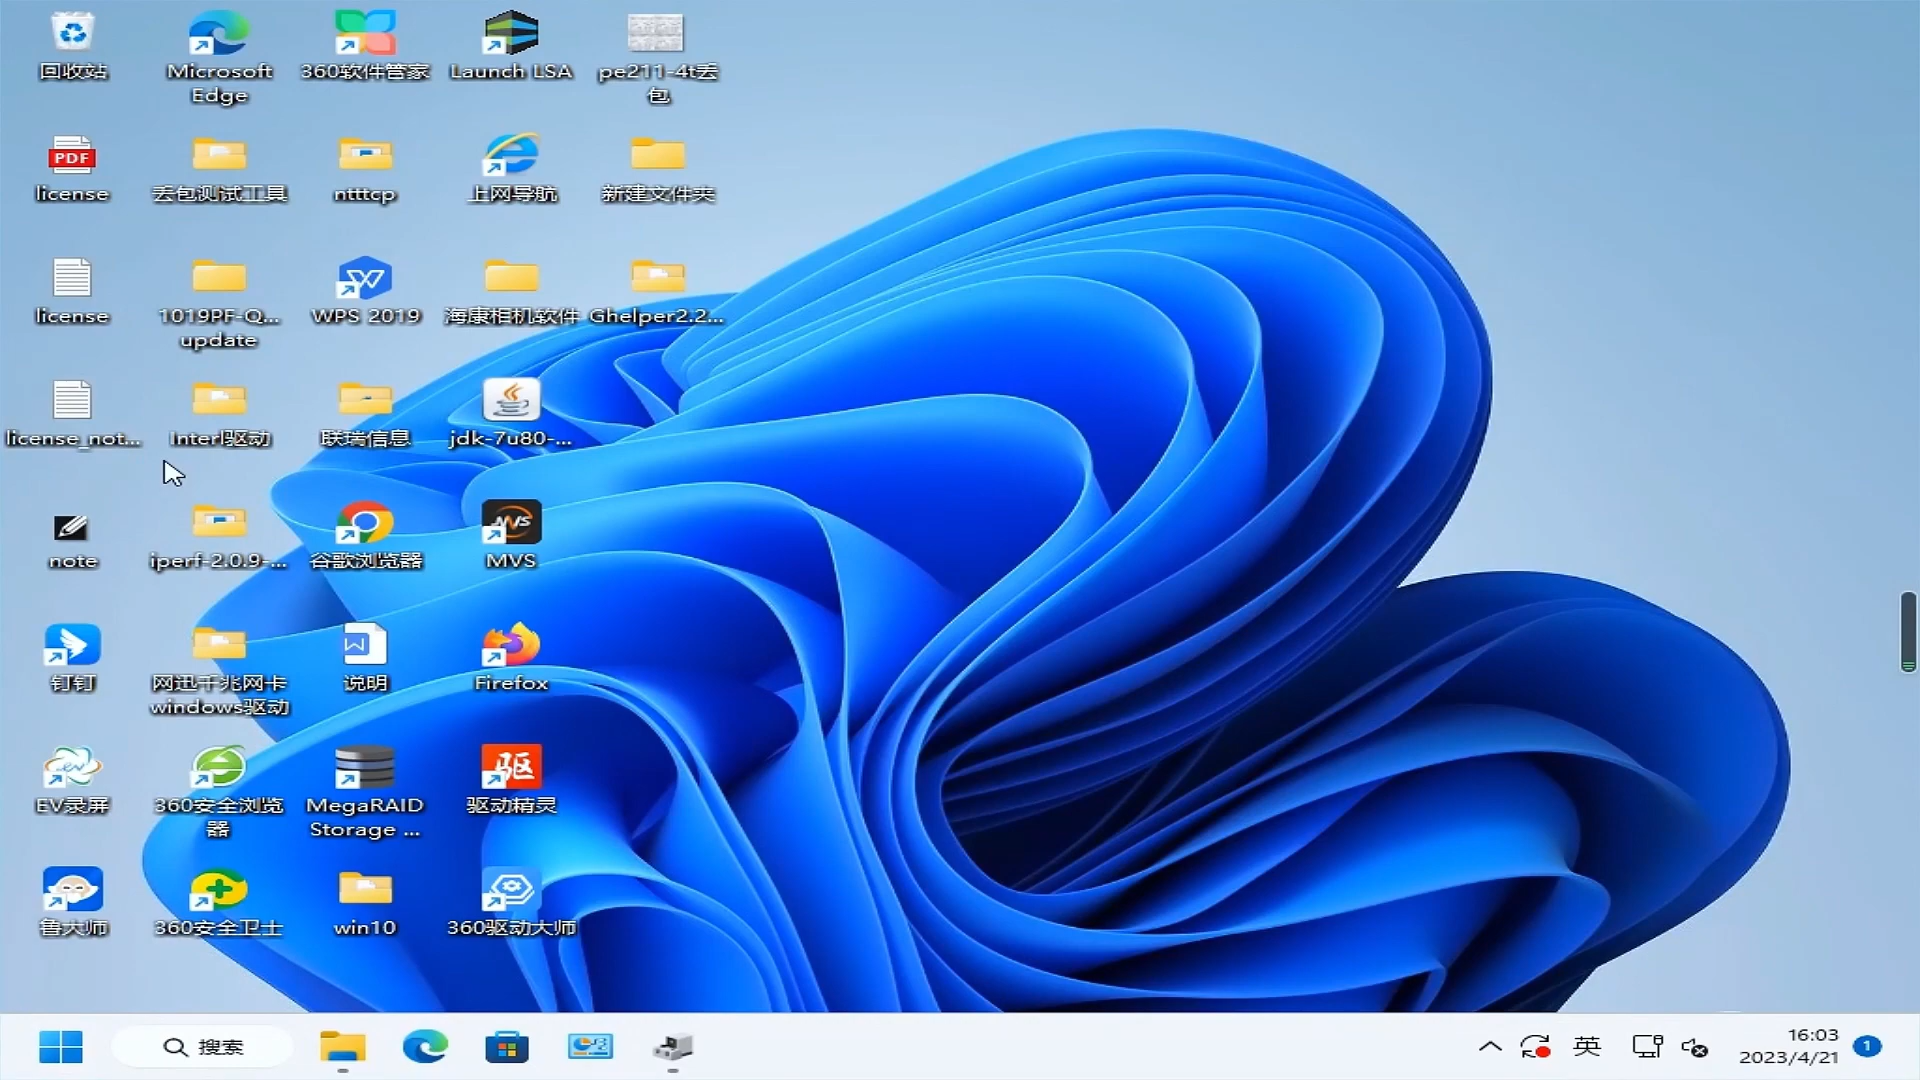 回收站
Microsoft
Edge
360软件管家
Launch LSA
pe211-4t丢
包
PDF
license
丢包测试工具
ntttcp
上网导航
新建文件夹
license
1019PF-Q...
update
WPS 2019
海康相机软件
Ghelper2.2...
license_not...
Interl驱动
联瑞信息
jdk-7u80-...
note
iperf-2.0.9-...
谷歌浏览器
MVS
MVS
钉钉
网迅千兆网卡
windows驱动
W
说明
Firefox
ev
EV录屏
360安全浏览
器
MegaRAID
Storage ...
驱
驱动精灵
鲁大师
360安全卫士
win10
360驱动大师
搜索
英
16:03
2023/4/21
1